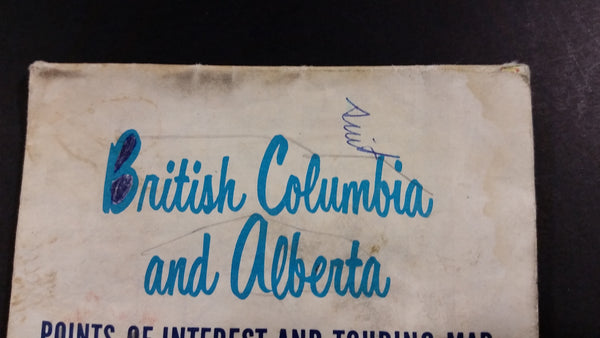 British Columbia
and Alberta
POINTS OF INTEREST AND TOURING MAP